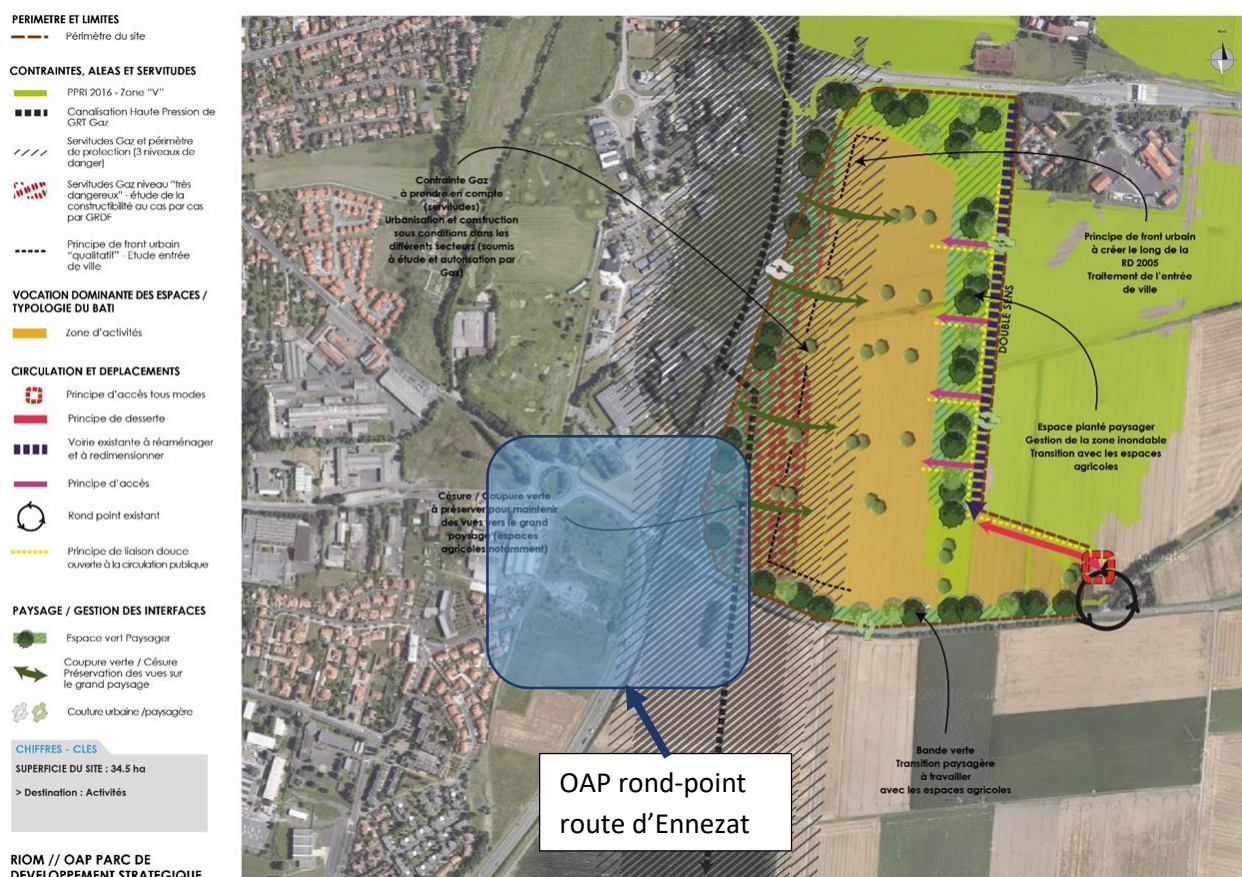 PERIMETRE ET LIMITES
Périmètre du site
CONTRAINTES, ALEAS ET SERVITUDES
PPRI 2016 - Zone "V"
Canalisation Haute Pression de
GRT Gaz
Servitudes Gaz et périmètre
de protection (3 niveaux de
danger)
Servitudes Gaz niveau "très
dangereux" - étude de la
constructibilité au cas par cas
par GRDF
Principe de front urbain
"qualitatif" - Etude entrée
de ville
VOCATION DOMINANTE DES ESPACES /
TYPOLOGIE DU BATI
Zone d'activités
CIRCULATION ET DEPLACEMENTS
Principe d'accès tous modes
Principe de desserte
Voirie existante à réaménager
et à redimensionner
Principe d'accès
Rond point existant
Principe de liaison douce
ouverte à la circulation publique
PAYSAGE / GESTION DES INTERFACES
Espace vert Paysager
Coupure verte / Césure
Préservation des vues sur
le grand paysage
Couture urbaine /paysagère
CHIFFRES - CLES
SUPERFICIE DU SITE : 34.5 ha
> Destination : Activités
RIOM // OAP PARC DE
DEVELOPPEMENT STRATEGIQUE
Contrainte Gaz
à prendre en compte
(servitudes)
Urbanisation et construction
sous conditions dans les
différents secteurs (soumis
à étude et autorisation par
Gaz)
Principe de front urbain
à créer le long de la
RD 2005
Traitement de l'entrée
de ville
DOUBLE SENS
Espace planté paysager
Gestion de la zone inondable
Transition avec les espaces
agricoles
Césure / Coupure verte
à préserver pour maintenir
des vues vers le grand
paysage (espaces
agricoles notamment)
Bande verte
Transition paysagère
à travailler
avec les espaces agricoles
OAP rond-point
route d'Ennezat